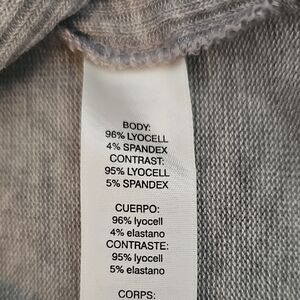 BODY:
96% LYOCELL
4% SPANDEX
CONTRAST:
95% LYOCELL
5% SPANDEX
CUERPO:
96% lyocell
4% elastano
CONTRASTE:
95% lyocell
5% elastano
CORPS: